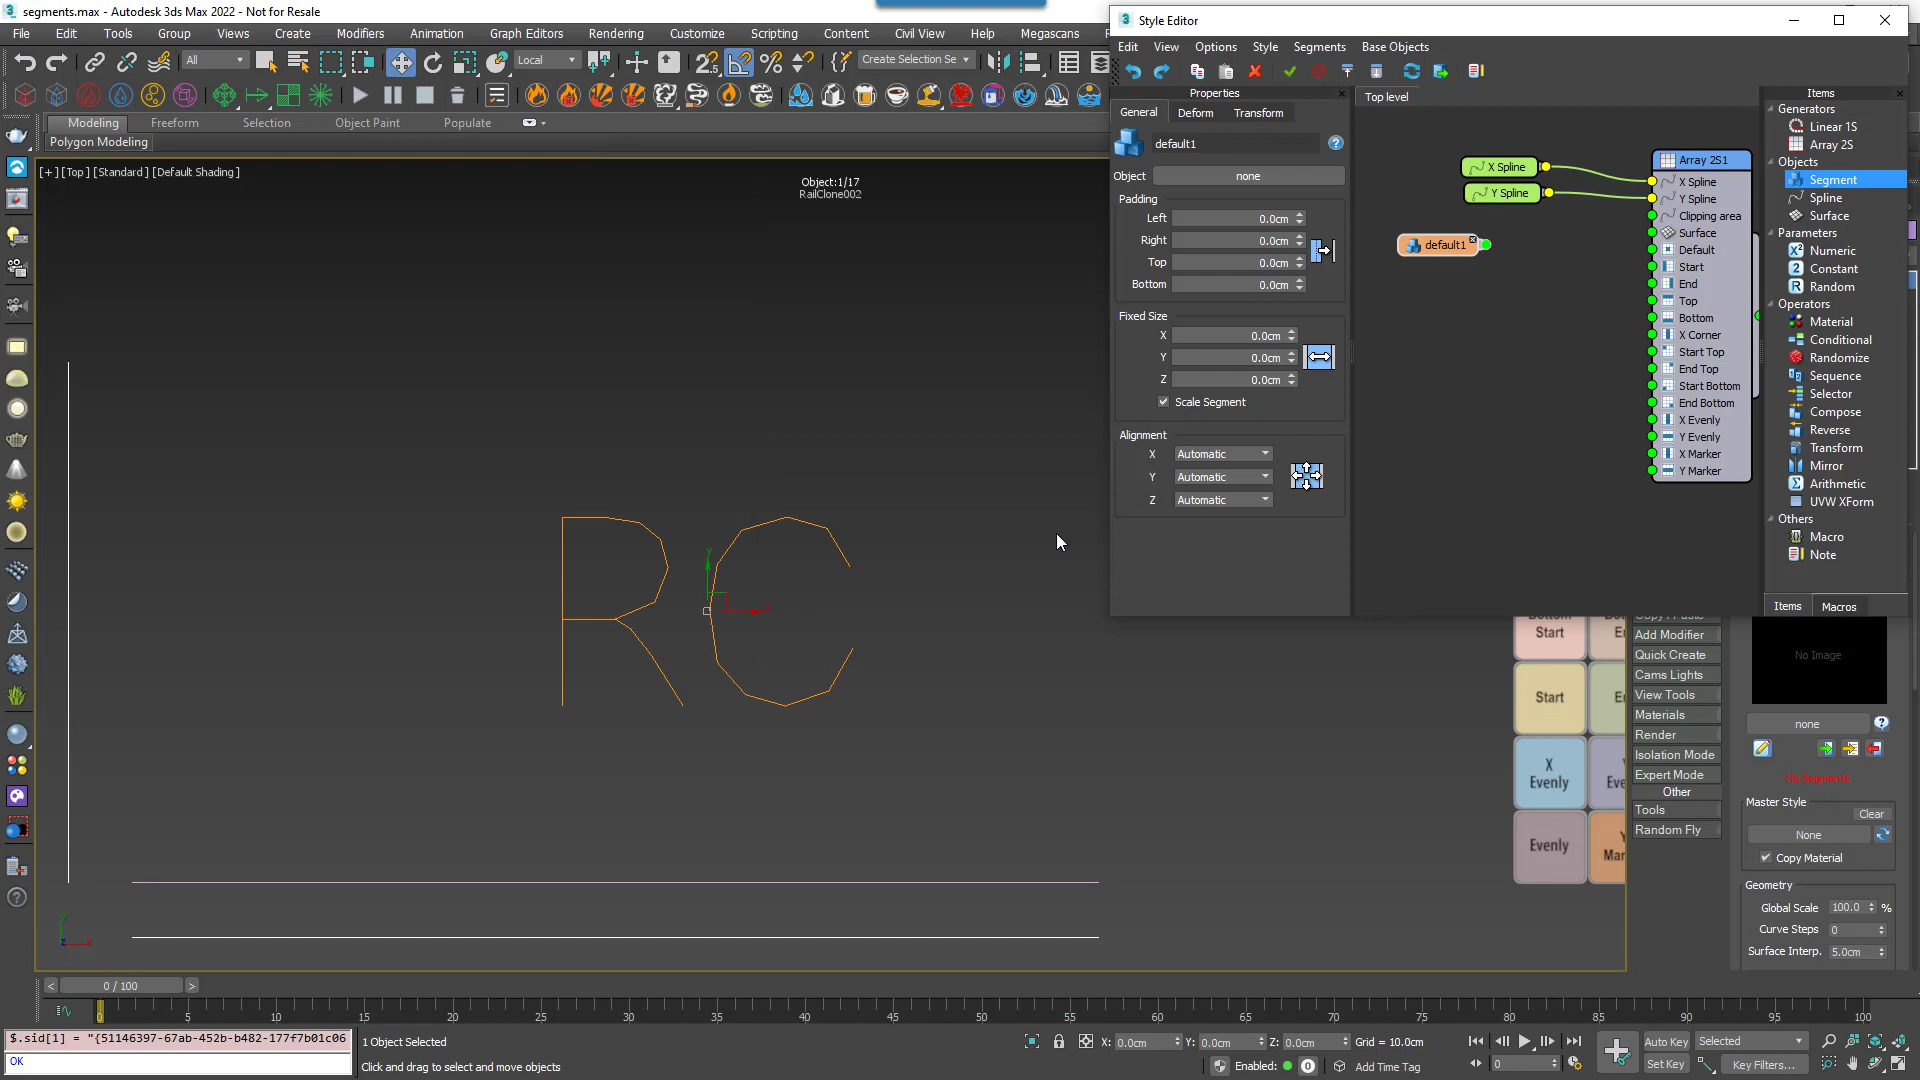 segments.max - Autodesk 3ds Max 2022 - Not for Resale
File Edit Tools Group Views Create Modifiers Animation Graph Editors Rendering Customize Scripting Content Civil View Help Megascans
All
Local
Create Selection Se
Modeling Freeform Selection Object Paint Populate
Polygon Modeling
[+] [Top] [Standard] [Default Shading]
Object:1/17
RailClone002
Style Editor
Edit View Options Style Segments Base Objects
Properties
General Deform Transform
default1
Object none
Padding
Left 0.0cm
Right 0.0cm
Top 0.0cm
Bottom 0.0cm
Fixed Size
X 0.0cm
Y 0.0cm
Z 0.0cm
Scale Segment
Alignment
X Automatic
Y Automatic
Z Automatic
Top level
X Spline
Y Spline
default1
Array 2S1
X Spline
Y Spline
Clipping area
Surface
Default
Start
End
Top
Bottom
X Corner
Start Top
End Top
Start Bottom
End Bottom
X Evenly
Y Evenly
X Marker
Y Marker
Items
Generators
Linear 1S
Array 2S
Objects
Segment
Spline
Surface
Parameters
Numeric
Constant
Random
Operators
Material
Conditional
Randomize
Sequence
Selector
Compose
Reverse
Transform
Mirror
Arithmetic
UVW XForm
Others
Macro
Note
Items Macros
RC
y
x
Start
Start
X
Evenly
Evenly
Add Modifier
Quick Create
Cams Lights
View Tools
Materials
Render
Isolation Mode
Expert Mode
Other
Tools
Random Fly
No Image
none
No Segments
Master Style
Clear
None
Copy Material
Geometry
Global Scale 100.0 %
Curve Steps 0
Surface Interp. 5.0cm
< 0 / 100 >
0 5 10 15 20 25 30 35 40 45 50 55 60 65 70 75 80 85 90 95 100
$.sid[1] = "{51146397-67ab-452b-b482-177f7b01c06
OK
1 Object Selected
Click and drag to select and move objects
X: 0.0cm Y: 0.0cm Z: 0.0cm Grid = 10.0cm
Enabled: 0 Add Time Tag
0
Auto Key Selected
Set Key Key Filters...